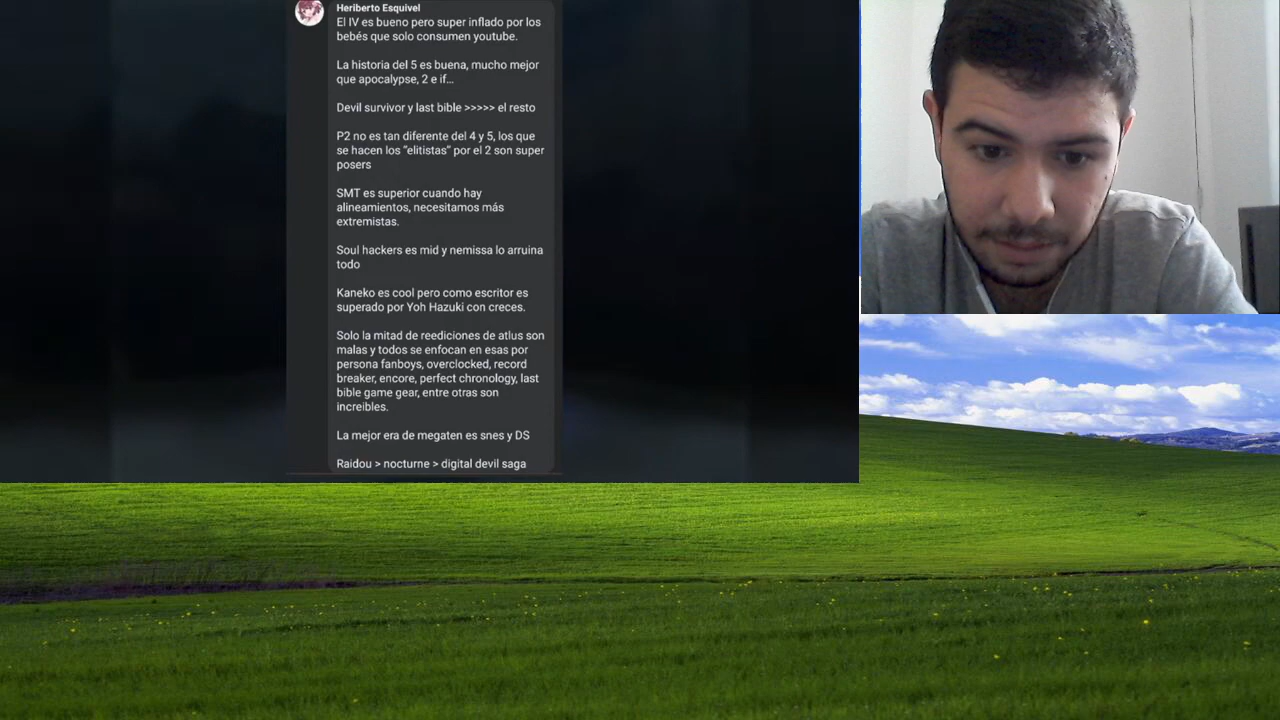 Heriberto Esquivel
El IV es bueno pero super inflado por los
bebés que solo consumen youtube.
La historia del 5 es buena, mucho mejor
que apocalypse, 2 e if...
Devil survivor y last bible >>>>> el resto
P2 no es tan diferente del 4 y 5, los que
se hacen los “elitistas” por el 2 son super
posers
SMT es superior cuando hay
alineamientos, necesitamos más
extremistas.
Soul hackers es mid y nemissa lo arruina
todo
Kaneko es cool pero como escritor es
superado por Yoh Hazuki con creces.
Solo la mitad de reediciones de atlus son
malas y todos se enfocan en esas por
persona fanboys, overclocked, record
breaker, encore, perfect chronology, last
bible game gear, entre otras son
increibles.
La mejor era de megaten es snes y DS
Raidou > nocturne > digital devil saga